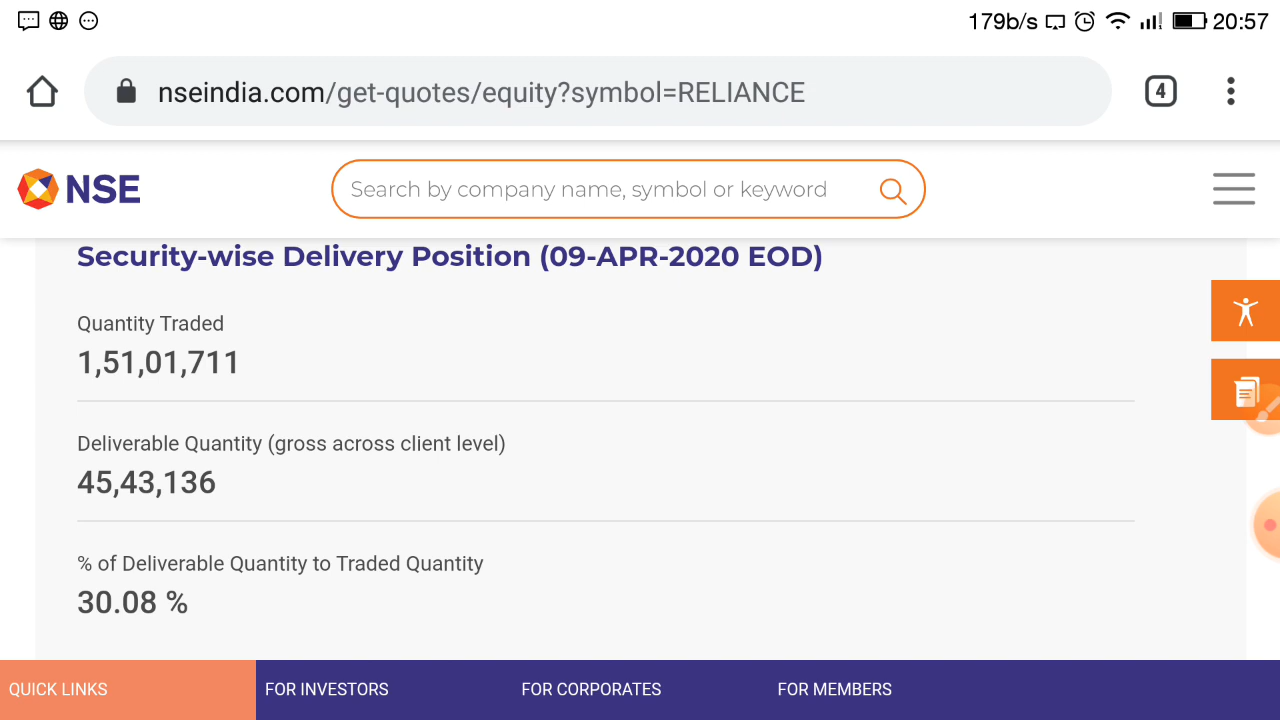 179b/s 20:57
nseindia.com/get-quotes/equity?symbol=RELIANCE
4
NSE
Search by company name, symbol or keyword
Security-wise Delivery Position (09-APR-2020 EOD)
Quantity Traded
1,51,01,711
Deliverable Quantity (gross across client level)
45,43,136
% of Deliverable Quantity to Traded Quantity
30.08 %
QUICK LINKS FOR INVESTORS FOR CORPORATES FOR MEMBERS